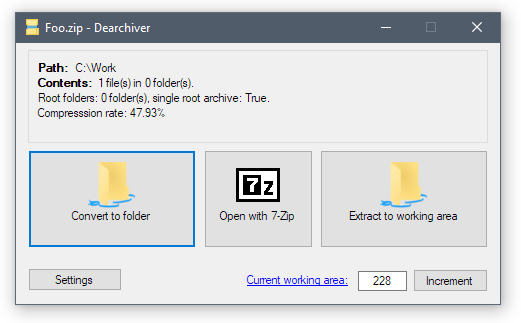 Foo.zip - Dearchiver
Path: C:\Work
Contents: 1 file(s) in 0 folder(s).
Root folders: 0 folder(s), single root archive: True.
Compresssion rate: 47.93%
7z
Convert to folder
Open with 7-Zip
Extract to working area
Settings
Current working area:
228
Increment